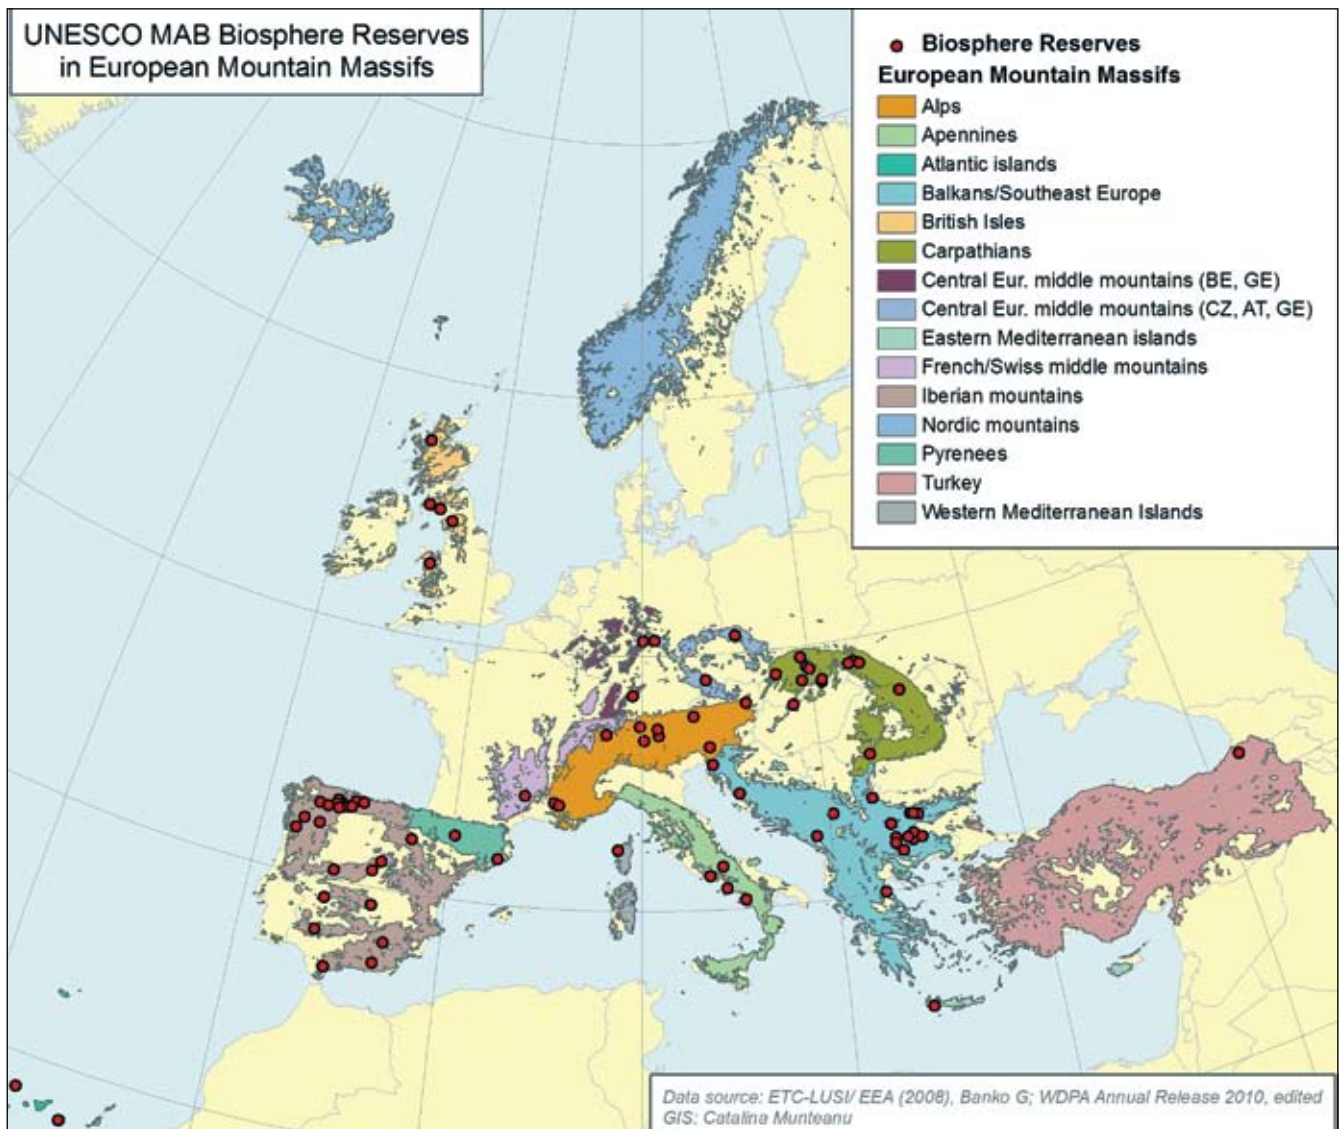 UNESCO MAB Biosphere Reserves
in European Mountain Massifs
Biosphere Reserves
European Mountain Massifs
Alps
Apennines
Atlantic islands
Balkans/Southeast Europe
British Isles
Carpathians
Central Eur. middle mountains (BE, GE)
Central Eur. middle mountains (CZ, AT, GE)
Eastern Mediterranean islands
French/Swiss middle mountains
Iberian mountains
Nordic mountains
Pyrenees
Turkey
Western Mediterranean Islands
Data source: ETC-LUSI/ EEA (2008), Banko G; WDPA Annual Release 2010, edited
GIS: Catalina Munteanu